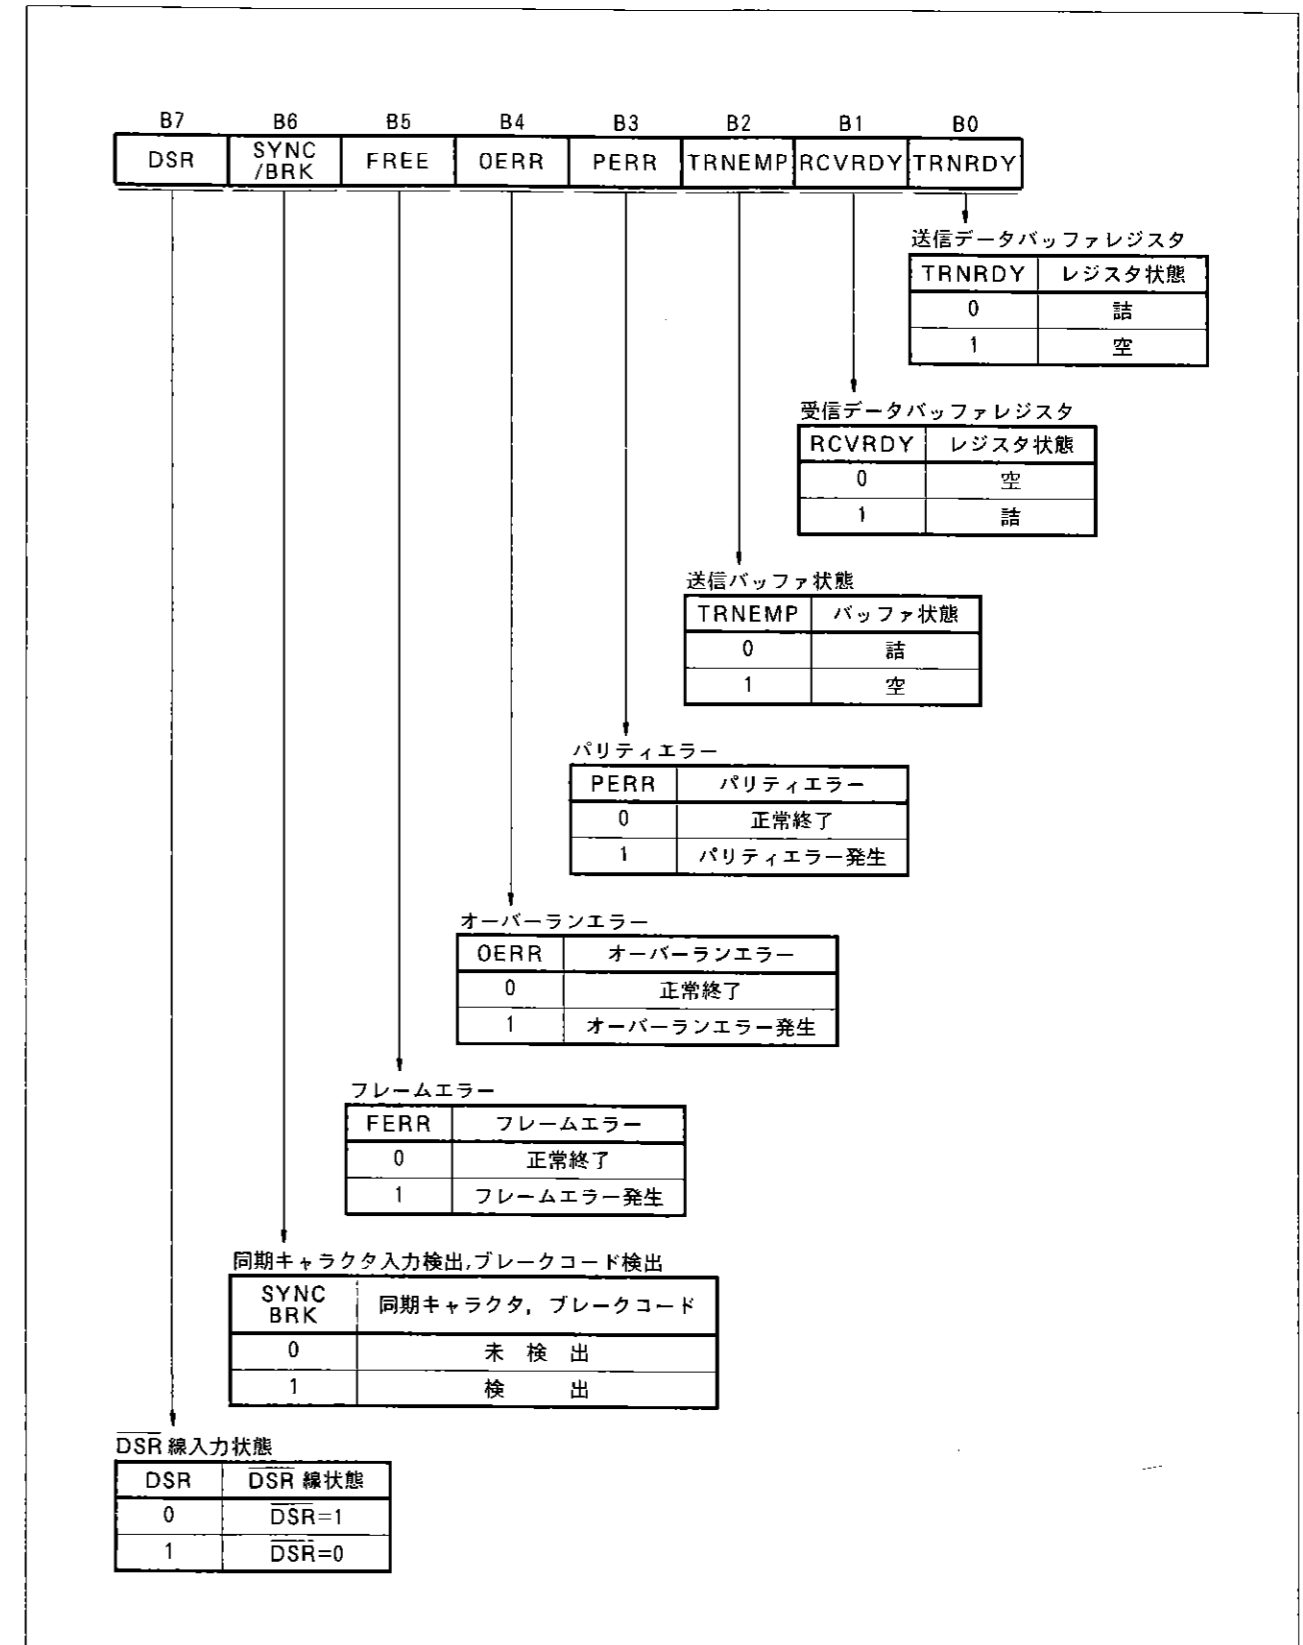 B7 B6 B5 B4 B3 B2 B1 B0
DSR SYNC/BRK FREE OERR PERR TRNEMP RCVRDY TRNRDY
送信データバッファレジスタ
TRNRDY レジスタ状態
0 詰
1 空
受信データバッファレジスタ
RCVRDY レジスタ状態
0 空
1 詰
送信バッファ状態
TRNEMP バッファ状態
0 詰
1 空
パリティエラー
PERR パリティエラー
0 正常終了
1 パリティエラー発生
オーバーランエラー
OERR オーバーランエラー
0 正常終了
1 オーバーランエラー発生
フレームエラー
FERR フレームエラー
0 正常終了
1 フレームエラー発生
同期キャラクタ入力検出,ブレークコード検出
SYNC BRK 同期キャラクタ, ブレークコード
0 未 検 出
1 検 出
D̅S̅R̅ 線入力状態
DSR D̅S̅R̅ 線状態
0 D̅S̅R̅=1
1 D̅S̅R̅=0